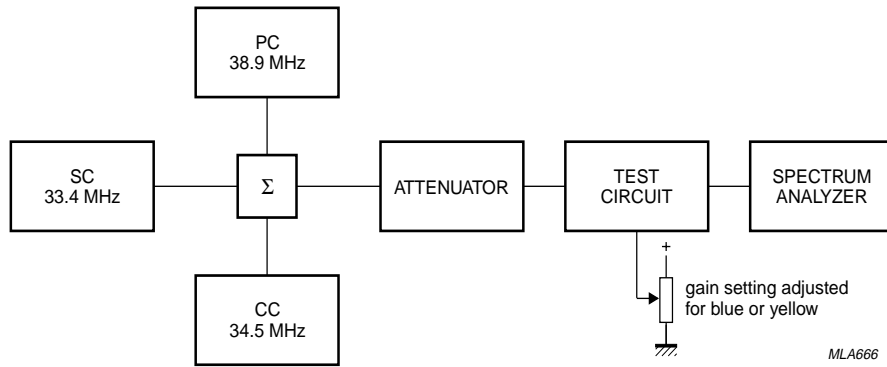 PC
38.9 MHz
SC
33.4 MHz
Σ
ATTENUATOR
TEST
CIRCUIT
SPECTRUM
ANALYZER
CC
34.5 MHz
+
gain setting adjusted
for blue or yellow
MLA666